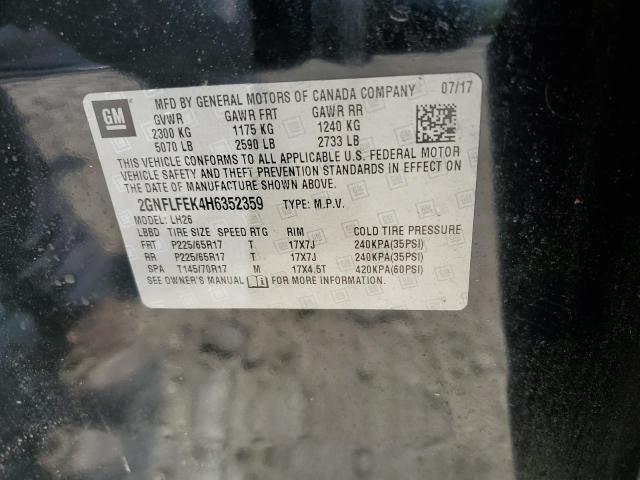 GM
MFD BY GENERAL MOTORS OF CANADA COMPANY 07/17
GVWR GAWR FRT GAWR RR
2300 KG 1175 KG 1240 KG
5070 LB 2590 LB 2733 LB
THIS VEHICLE CONFORMS TO ALL APPLICABLE U.S. FEDERAL MOTOR
VEHICLE SAFETY AND THEFT PREVENTION STANDARDS IN EFFECT ON
THE DATE OF MANUFACTURE SHOWN ABOVE.
2GNFLFEK4H6352359 TYPE: M.P.V.
MODEL: LH26
LBBD TIRE SIZE SPEED RTG RIM COLD TIRE PRESSURE
FRT P225/65R17 T 17X7J 240KPA(35PSI)
RR P225/65R17 T 17X7J 240KPA(35PSI)
SPA T145/70R17 M 17X4.5T 420KPA(60PSI)
SEE OWNER'S MANUAL FOR MORE INFORMATION.